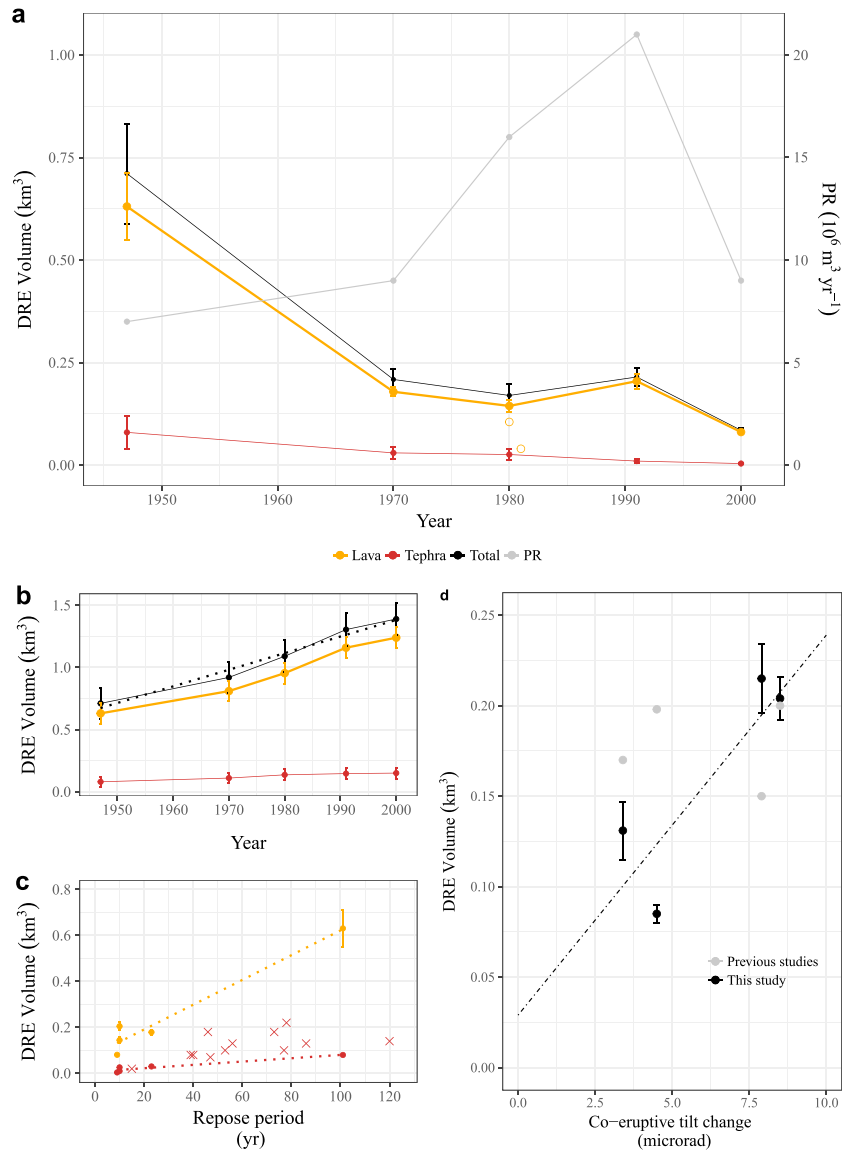 a
1.00
0.75
0.50
0.25
0.00
DRE Volume (km³)
20
15
10
5
0
PR (10⁶ m³ yr⁻¹)
1950 1960 1970 1980 1990 2000
Year
Lava Tephra Total PR
b
1.5
1.0
0.5
0.0
DRE Volume (km³)
1950 1960 1970 1980 1990 2000
Year
c
0.8
0.6
0.4
0.2
0.0
DRE Volume (km³)
0 20 40 60 80 100 120
Repose period
(yr)
d
0.25
0.20
0.15
0.10
0.05
0.00
DRE Volume (km³)
Previous studies
This study
0.0 2.5 5.0 7.5 10.0
Co−eruptive tilt change
(microrad)